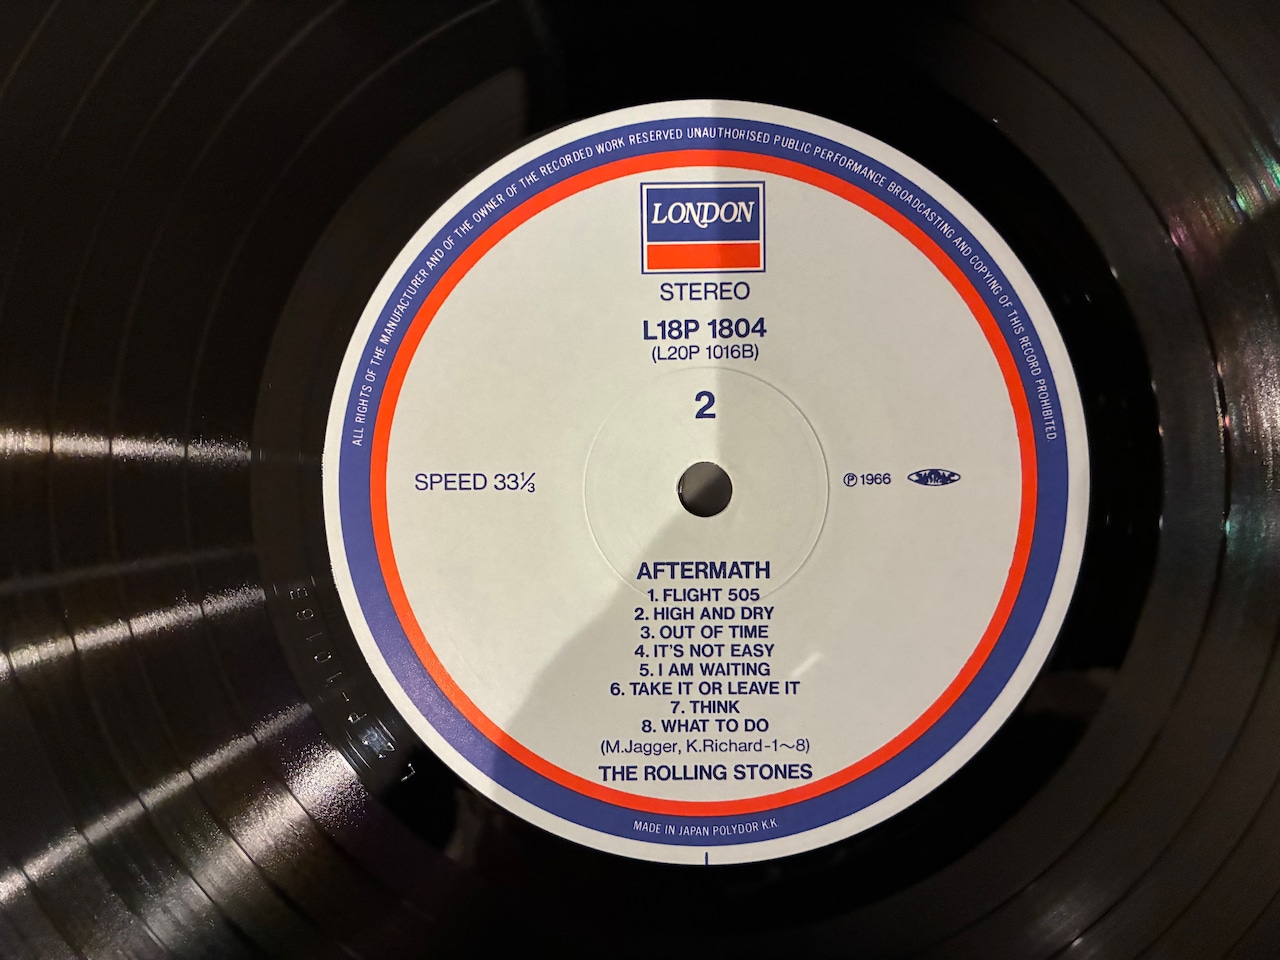 ALL RIGHTS OF THE MANUFACTURER AND OF THE OWNER OF THE RECORDED WORK RESERVED UNAUTHORISED PUBLIC PERFORMANCE BROADCASTING AND COPYING OF THIS RECORD PROHIBITED.
LONDON
STEREO
L18P 1804
(L20P 1016B)
2
SPEED 33⅓
Ⓟ1966
JASRAC
AFTERMATH
1. FLIGHT 505
2. HIGH AND DRY
3. OUT OF TIME
4. IT'S NOT EASY
5. I AM WAITING
6. TAKE IT OR LEAVE IT
7. THINK
8. WHAT TO DO
(M.Jagger, K.Richard-1〜8)
THE ROLLING STONES
MADE IN JAPAN POLYDOR K.K.